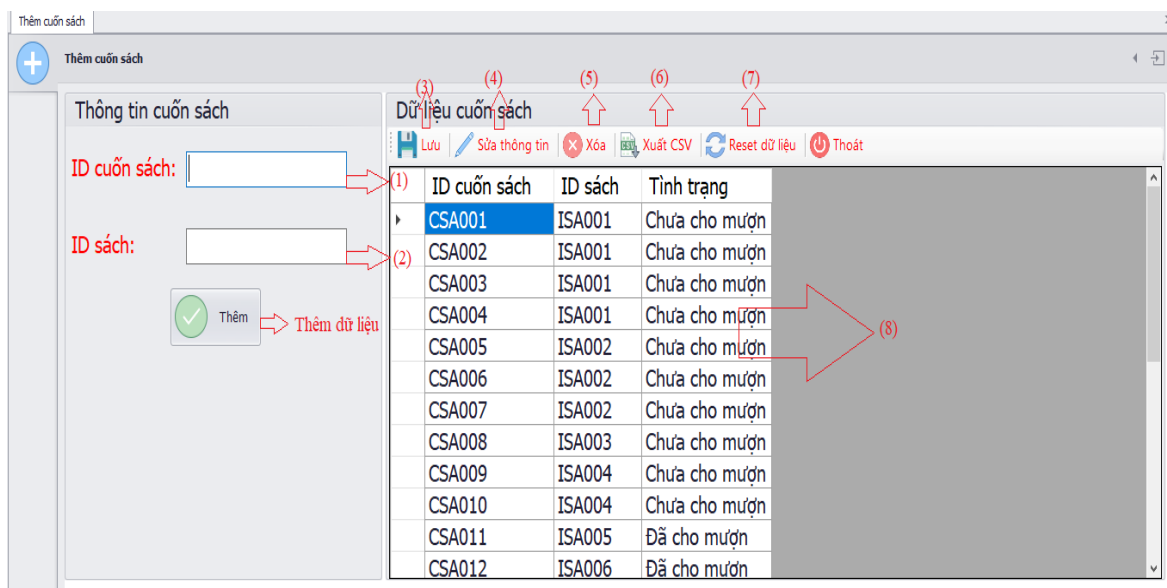 Thêm cuốn sách
Thêm cuốn sách
Thông tin cuốn sách
ID cuốn sách:
(1)
ID sách:
(2)
Thêm
Thêm dữ liệu
(3) (4) (5) (6) (7)
Dữ liệu cuốn sách
Lưu Sửa thông tin Xóa Xuất CSV Reset dữ liệu Thoát
ID cuốn sách ID sách Tình trạng
CSA001 ISA001 Chưa cho mượn
CSA002 ISA001 Chưa cho mượn
CSA003 ISA001 Chưa cho mượn
CSA004 ISA001 Chưa cho mượn
(8)
CSA005 ISA002 Chưa cho mượn
CSA006 ISA002 Chưa cho mượn
CSA007 ISA002 Chưa cho mượn
CSA008 ISA003 Chưa cho mượn
CSA009 ISA004 Chưa cho mượn
CSA010 ISA004 Chưa cho mượn
CSA011 ISA005 Đã cho mượn
CSA012 ISA006 Đã cho mượn